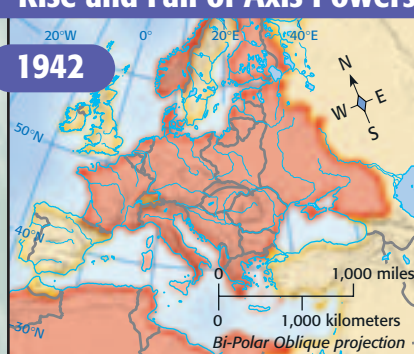 Rise and Fall of Axis Powers
20°W
0°
20°E
40°E
1942
N
W
E
S
50°N
40°N
30°N
0
1,000 miles
0
1,000 kilometers
Bi-Polar Oblique projection